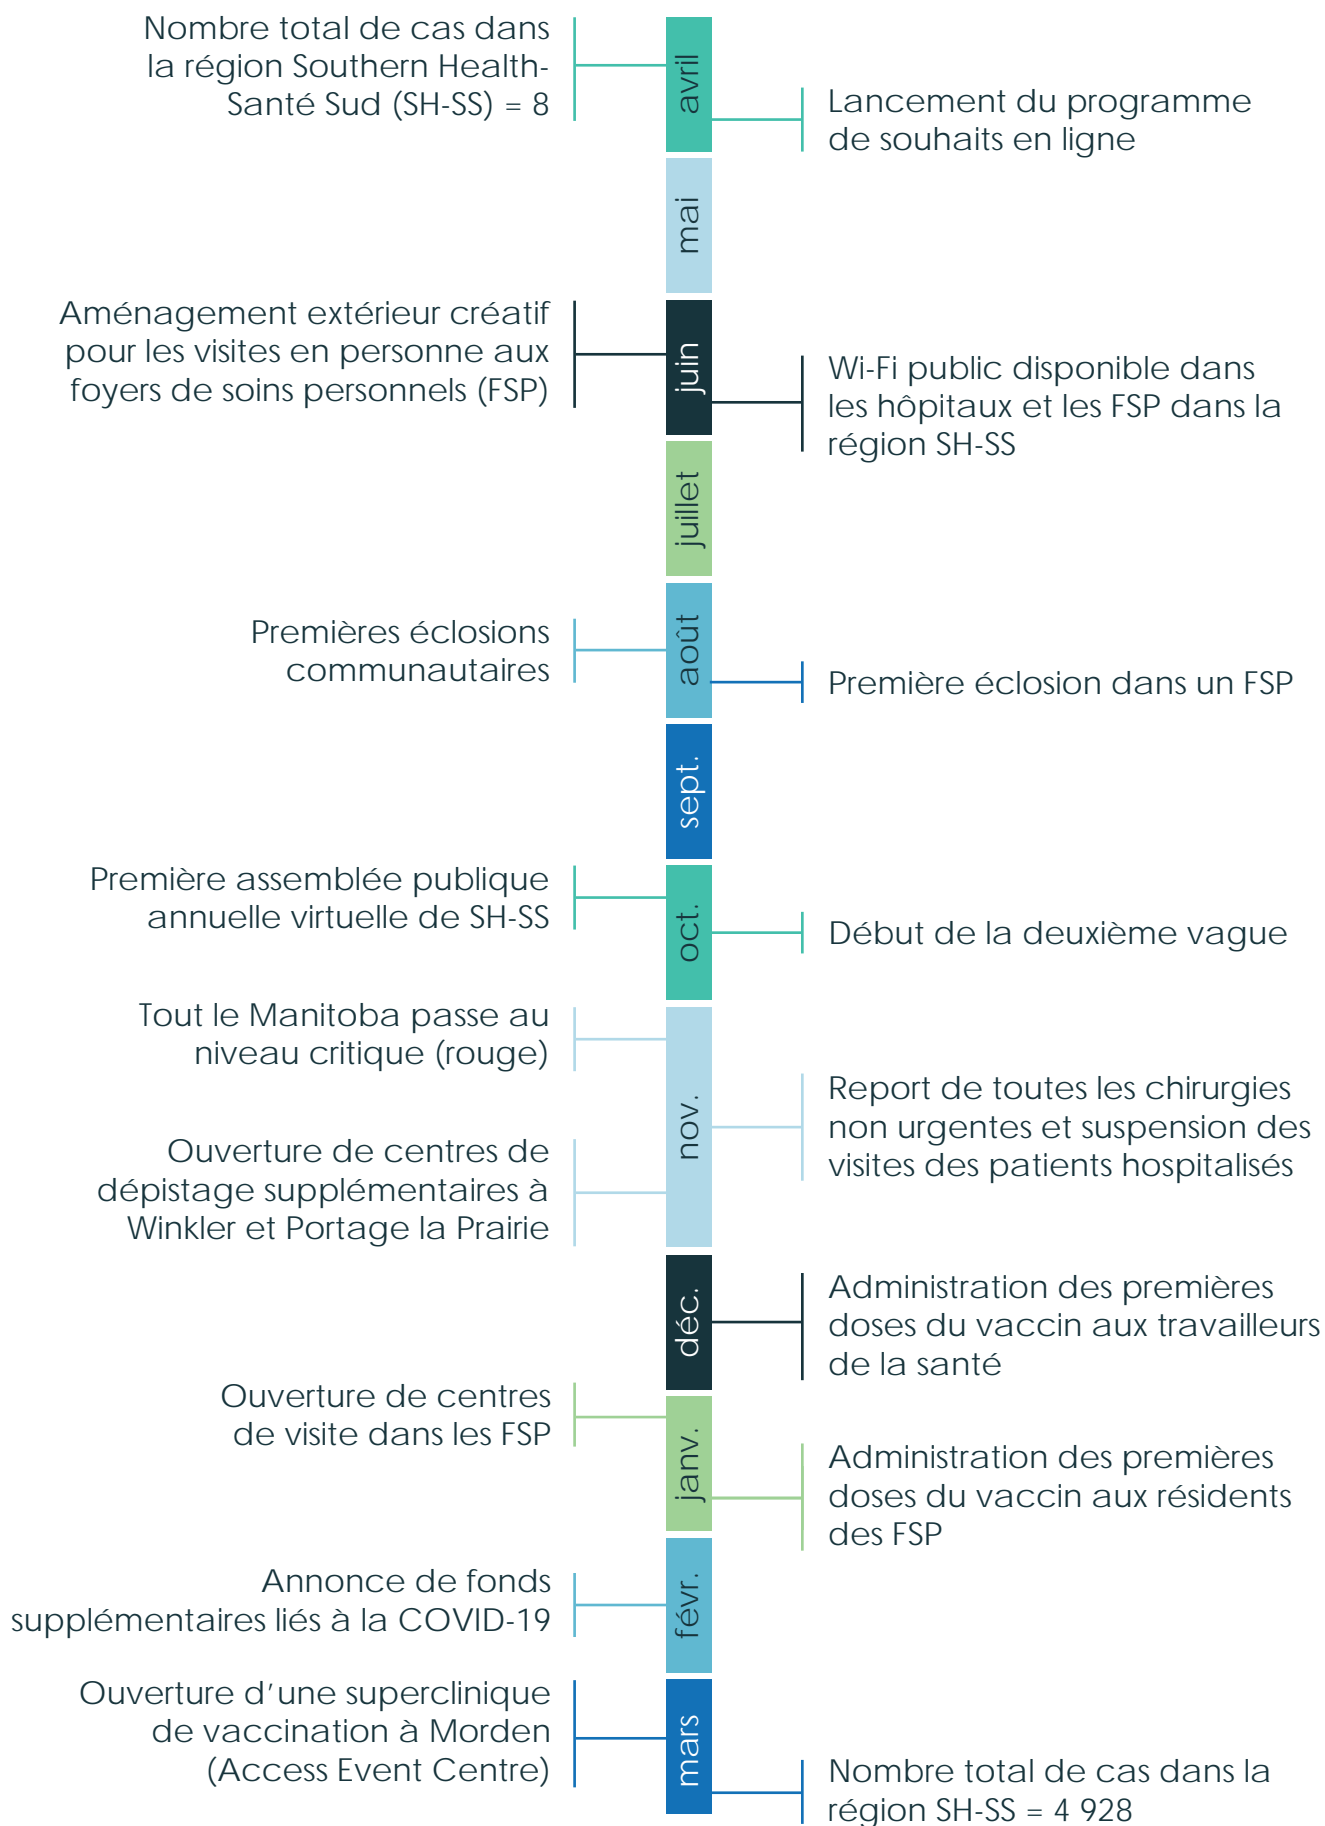 Nombre total de cas dans
la région Southern Health-
Santé Sud (SH-SS) = 8
avril
Lancement du programme
de souhaits en ligne
mai
Aménagement extérieur créatif
pour les visites en personne aux
foyers de soins personnels (FSP)
juin
Wi-Fi public disponible dans
les hôpitaux et les FSP dans la
région SH-SS
juillet
Premières éclosions
communautaires
août
Première éclosion dans un FSP
sept.
Première assemblée publique
annuelle virtuelle de SH-SS
oct.
Début de la deuxième vague
Tout le Manitoba passe au
niveau critique (rouge)
nov.
Report de toutes les chirurgies
non urgentes et suspension des
visites des patients hospitalisés
Ouverture de centres de
dépistage supplémentaires à
Winkler et Portage la Prairie
déc.
Administration des premières
doses du vaccin aux travailleurs
de la santé
Ouverture de centres
de visite dans les FSP
janv.
Administration des premières
doses du vaccin aux résidents
des FSP
Annonce de fonds
supplémentaires liés à la COVID-19
févr.
Ouverture d’une superclinique
de vaccination à Morden
(Access Event Centre)
mars
Nombre total de cas dans la
région SH-SS = 4 928